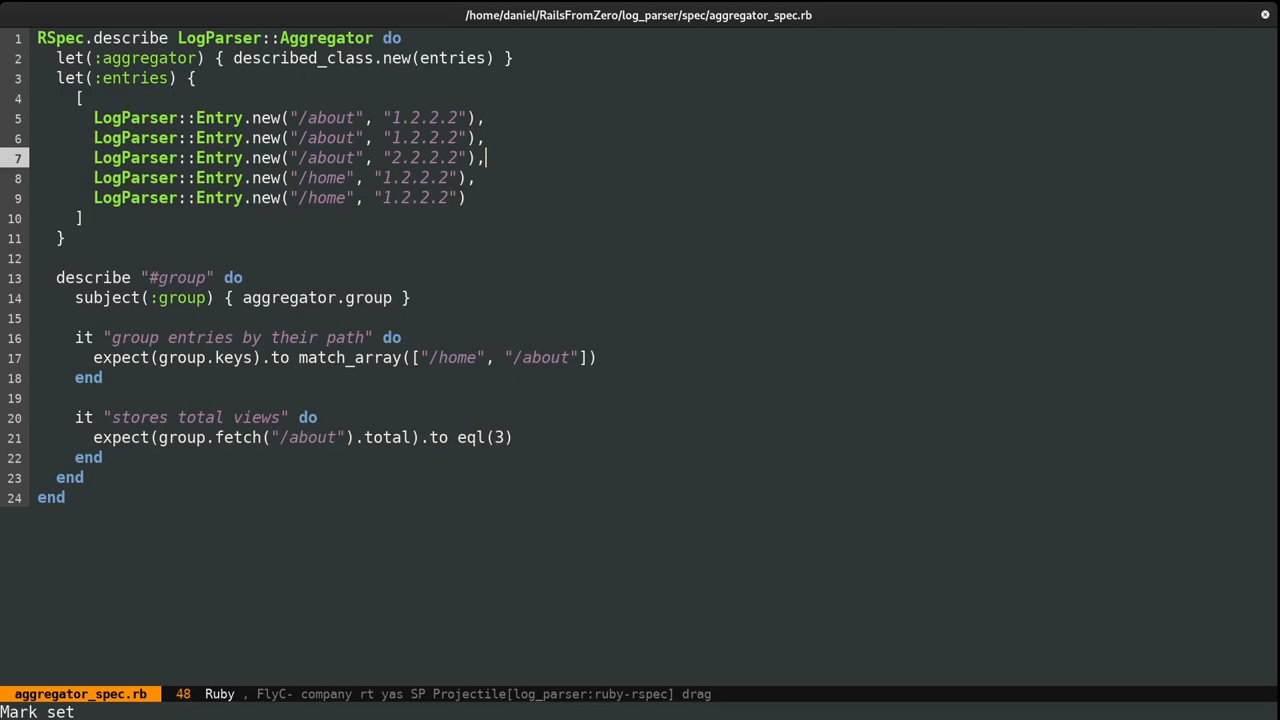 /home/daniel/RailsFromZero/log_parser/spec/aggregator_spec.rb
1 RSpec.describe LogParser::Aggregator do
2   let(:aggregator) { described_class.new(entries) }
3   let(:entries) {
4     [
5       LogParser::Entry.new("/about", "1.2.2.2"),
6       LogParser::Entry.new("/about", "1.2.2.2"),
7       LogParser::Entry.new("/about", "2.2.2.2"),
8       LogParser::Entry.new("/home", "1.2.2.2"),
9       LogParser::Entry.new("/home", "1.2.2.2")
10     ]
11   }
12
13   describe "#group" do
14     subject(:group) { aggregator.group }
15
16     it "group entries by their path" do
17       expect(group.keys).to match_array(["/home", "/about"])
18     end
19
20     it "stores total views" do
21       expect(group.fetch("/about").total).to eql(3)
22     end
23   end
24 end
aggregator_spec.rb 48 Ruby , FlyC- company rt yas SP Projectile[log_parser:ruby-rspec] drag
Mark set